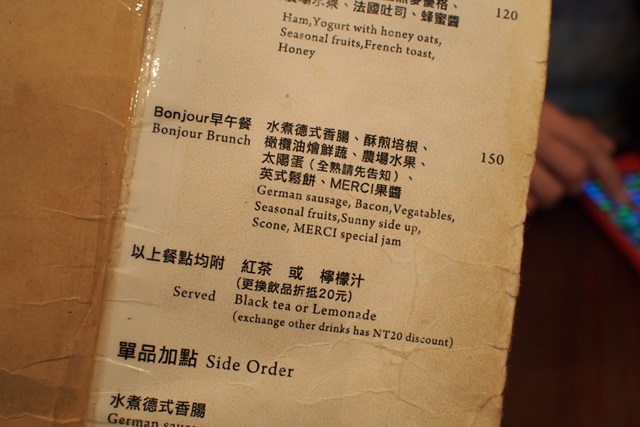 農場水果、法國吐司、蜂蜜醬
120
Ham,Yogurt with honey oats,
Seasonal fruits,French toast,
Honey
Bonjour早午餐
Bonjour Brunch
水煮德式香腸、酥煎培根、
橄欖油燴鮮蔬、農場水果、
太陽蛋（全熟請先告知）、
英式鬆餅、MERCI果醬
150
German sausage, Bacon,Vegatables,
Seasonal fruits,Sunny side up,
Scone, MERCI special jam
以上餐點均附 紅茶 或 檸檬汁
(更換飲品折抵20元)
Served Black tea or Lemonade
(exchange other drinks has NT20 discount)
單品加點 Side Order
水煮德式香腸
German